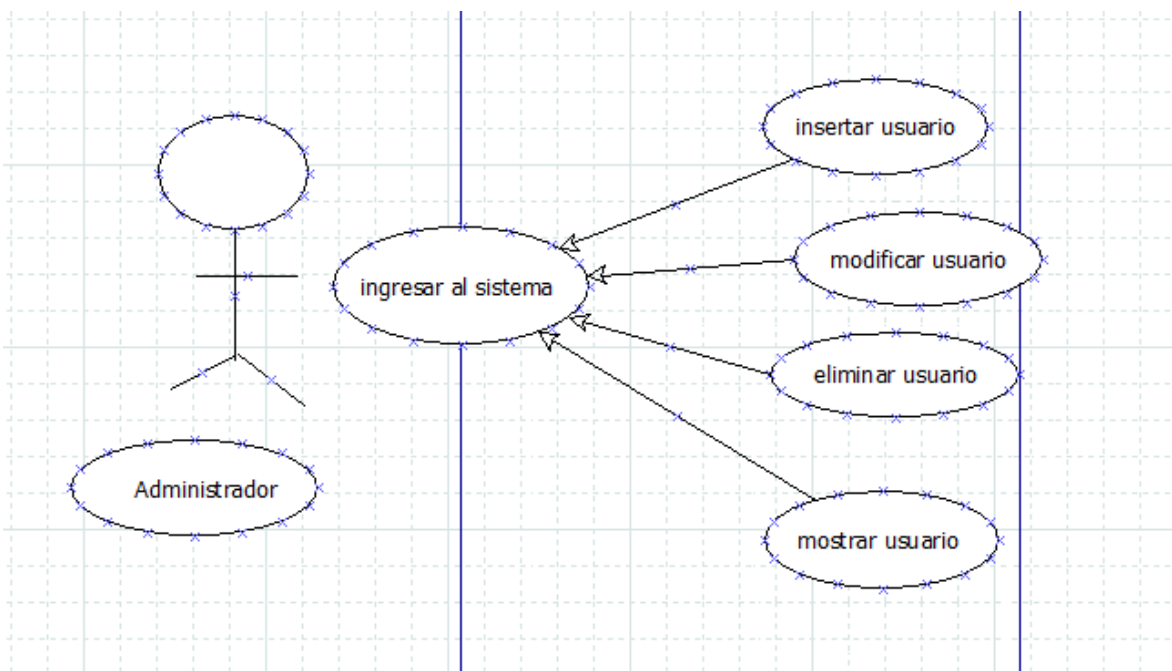 insertar usuario
modificar usuario
ingresar al sistema
eliminar usuario
Administrador
mostrar usuario